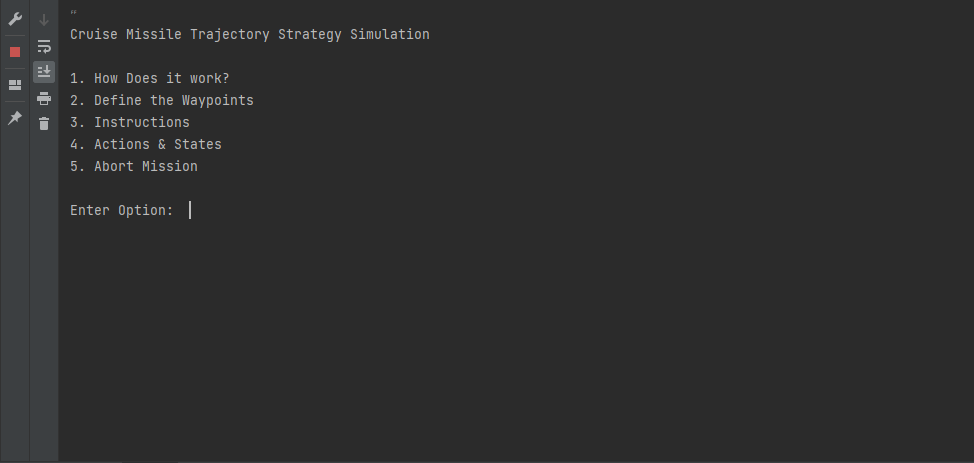 “
Cruise Missile Trajectory Strategy Simulation
1. How Does it work?
2. Define the Waypoints
3. Instructions
4. Actions & States
5. Abort Mission
Enter Option: